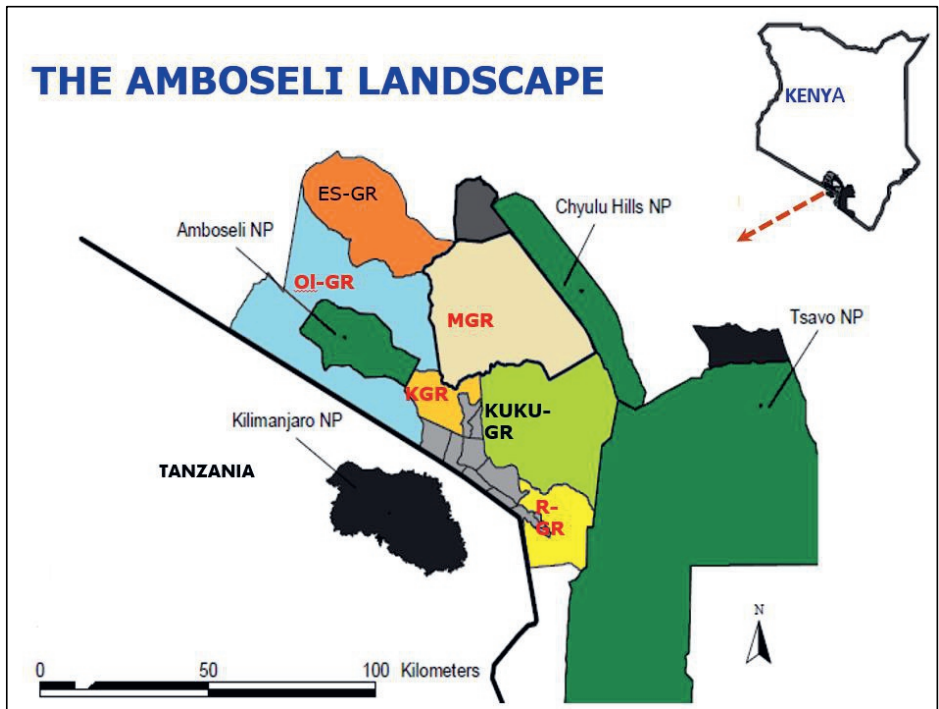 THE AMBOSELI LANDSCAPE
KENYA
ES-GR
Chyulu Hills NP
Amboseli NP
OI-GR
MGR
Tsavo NP
KGR
KUKU-
GR
Kilimanjaro NP
TANZANIA
R-
GR
N
0 50 100 Kilometers